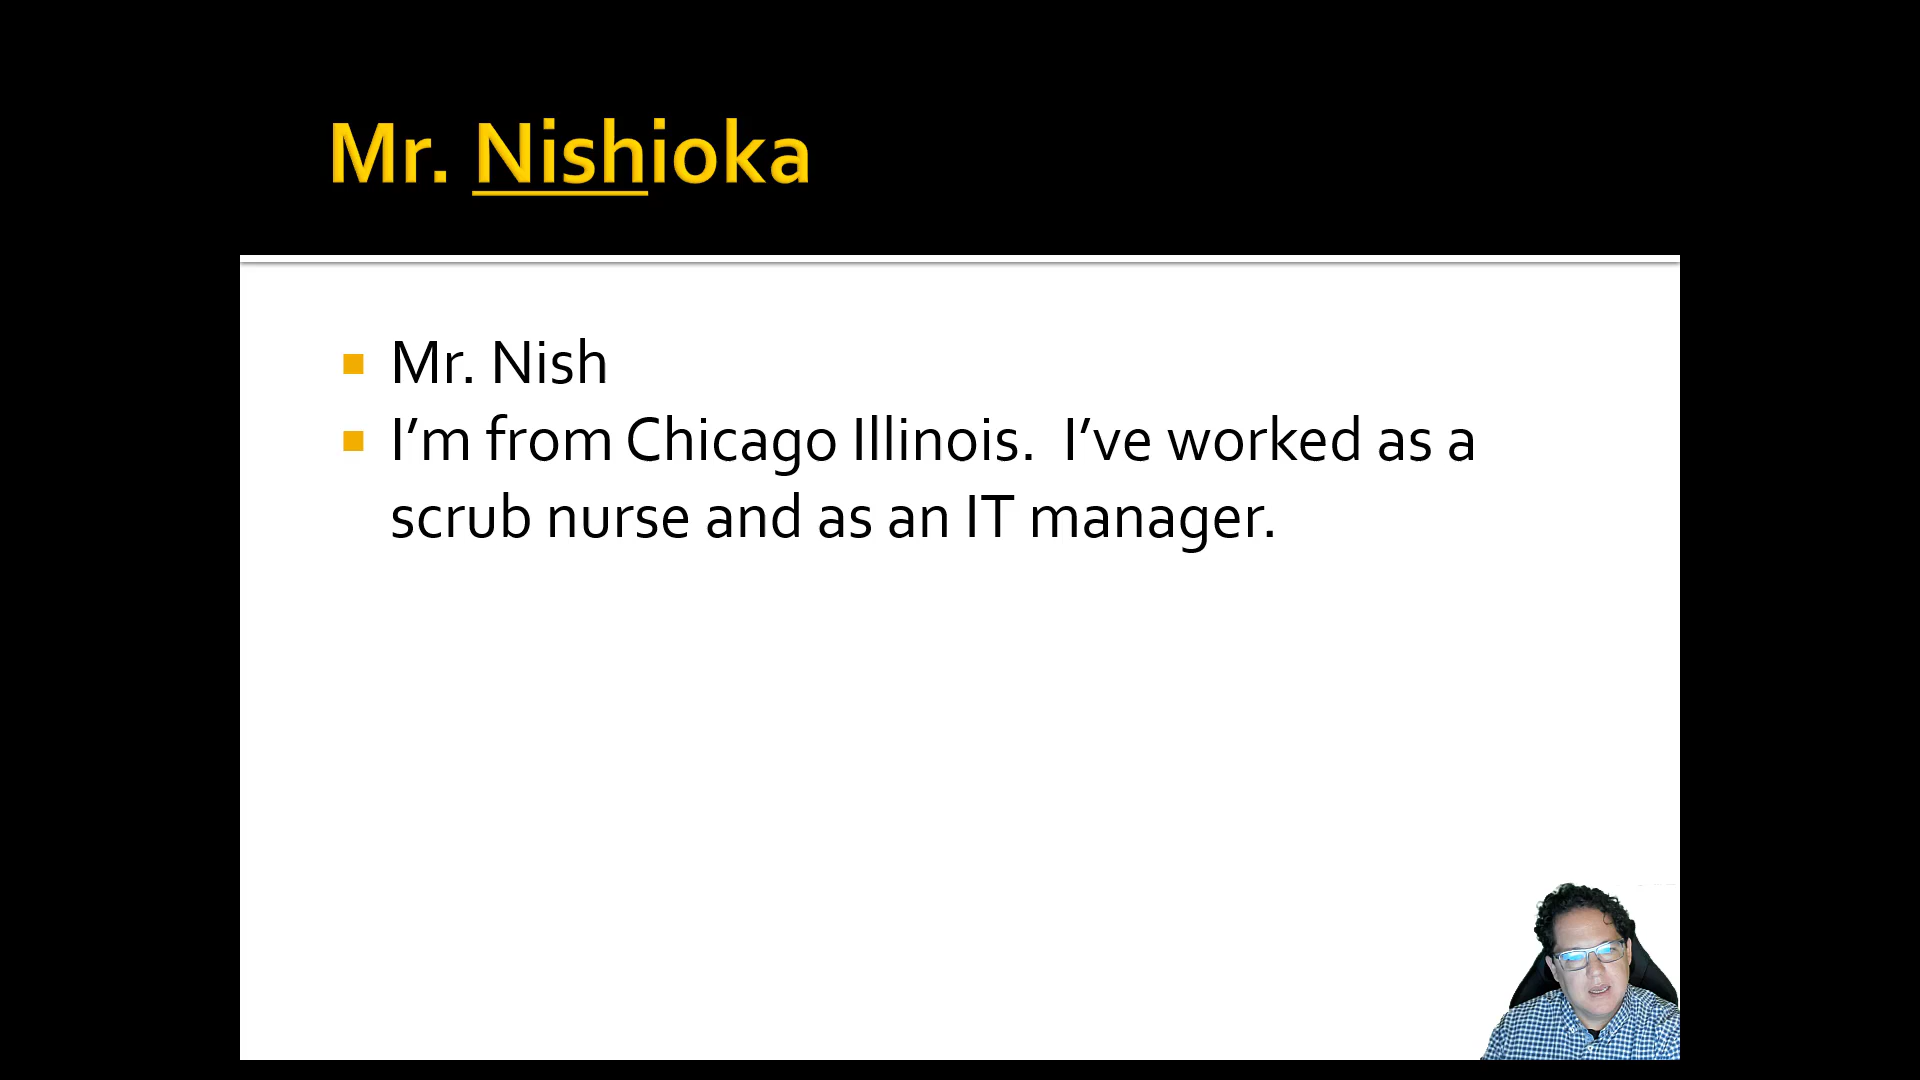 Mr. Nishioka
Mr. Nish
I’m from Chicago Illinois.  I’ve worked as a
scrub nurse and as an IT manager.